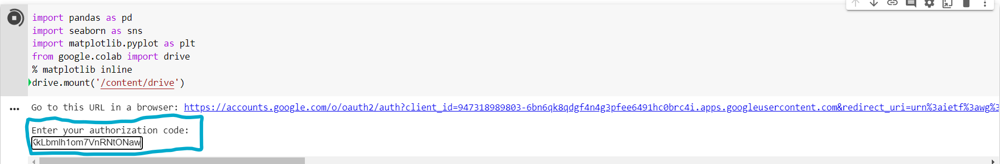 import pandas as pd
import seaborn as sns
import matplotlib.pyplot as plt
from google.colab import drive
% matplotlib inline
drive.mount('/content/drive')
Go to this URL in a browser: https://accounts.google.com/o/oauth2/auth?client_id=947318989803-6bn6qk8qdgf4n4g3pfee6491hc0brc4i.apps.googleusercontent.com&redirect_uri=urn%3aietf%3awg%3
Enter your authorization code:
kLbmlh1om7VnRNtONaw